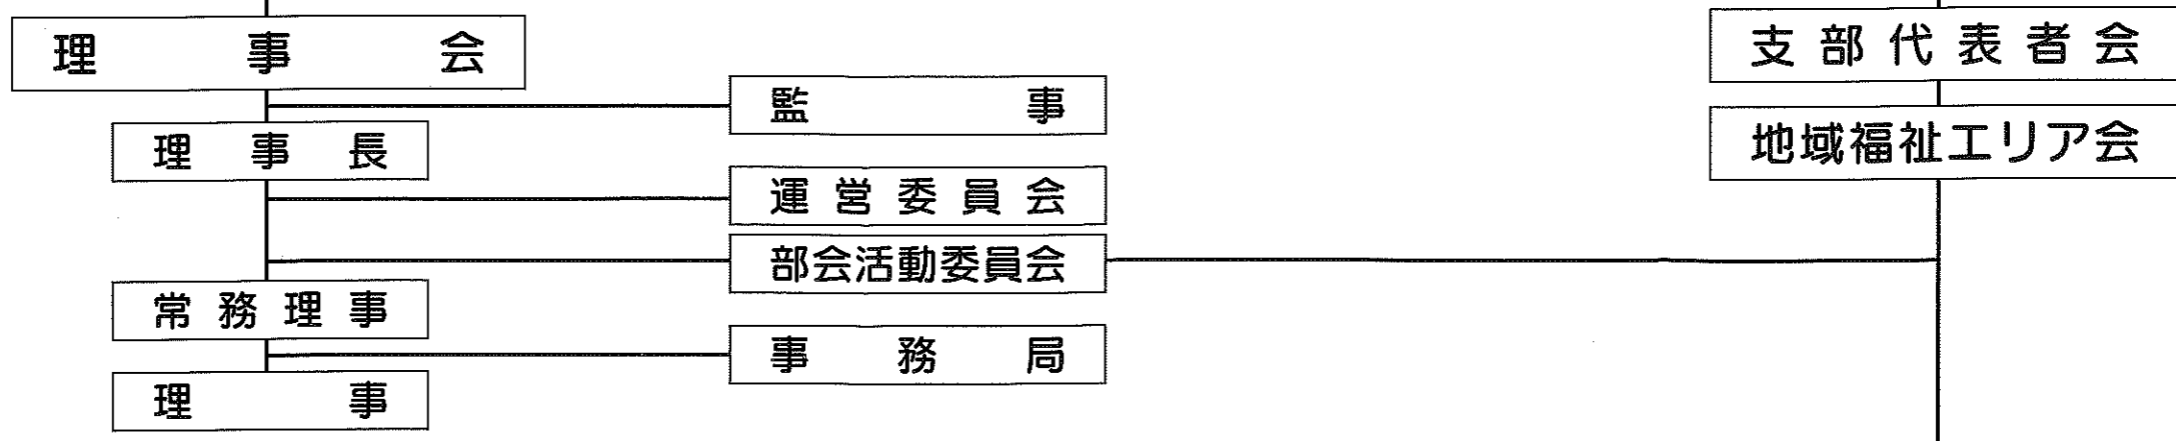 理事会
支部代表者会
監事
地域福祉エリア会
理事長
運営委員会
部会活動委員会
常務理事
事務局
理事